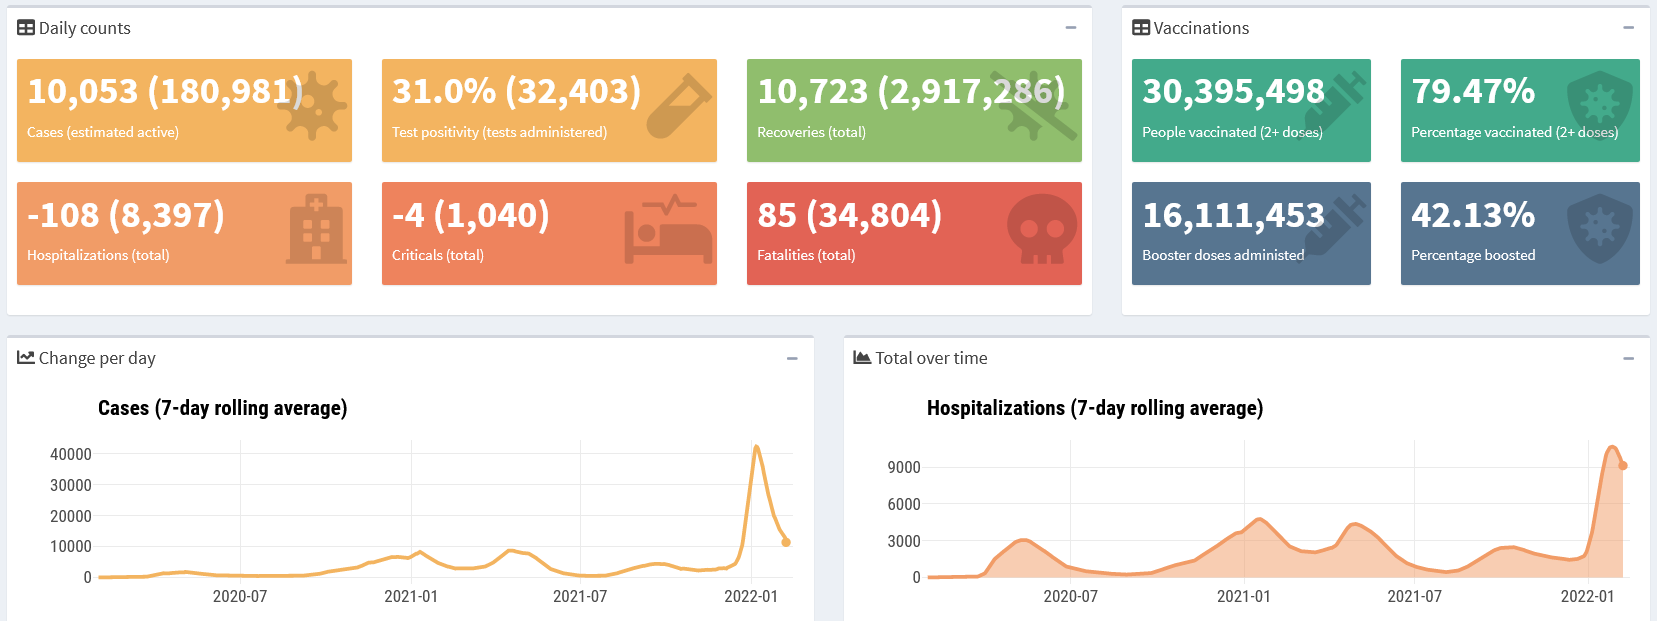 Daily counts
10,053 (180,981)
Cases (estimated active)
31.0% (32,403)
Test positivity (tests administered)
10,723 (2,917,286)
Recoveries (total)
-108 (8,397)
Hospitalizations (total)
-4 (1,040)
Criticals (total)
85 (34,804)
Fatalities (total)
Vaccinations
30,395,498
People vaccinated (2+ doses)
79.47%
Percentage vaccinated (2+ doses)
16,111,453
Booster doses administed
42.13%
Percentage boosted
Change per day
Cases (7-day rolling average)
40000
30000
20000
10000
0
2020-07
2021-01
2021-07
2022-01
Total over time
Hospitalizations (7-day rolling average)
9000
6000
3000
0
2020-07
2021-01
2021-07
2022-01